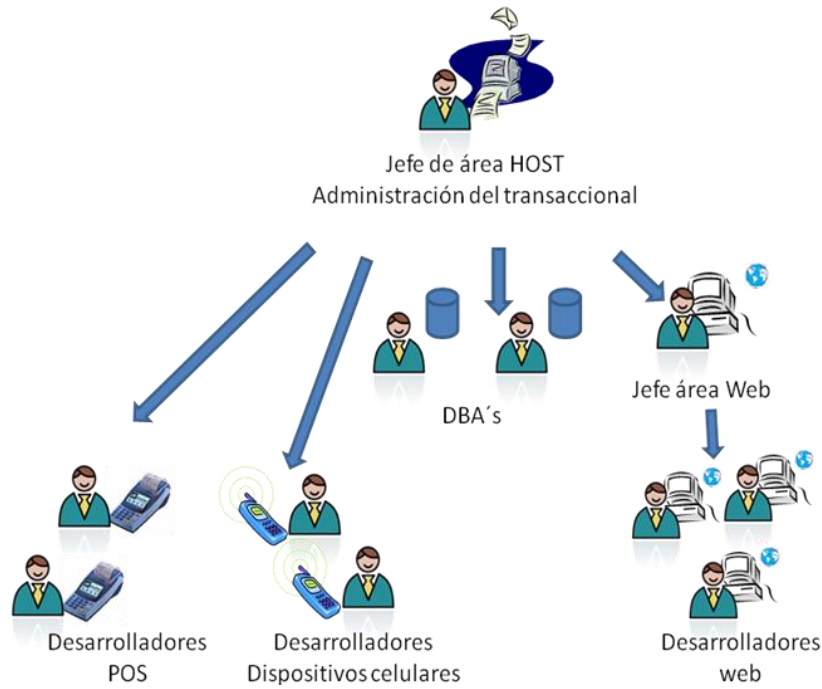 Jefe de área HOST
Administración del transaccional
DBA´s
Jefe área Web
Desarrolladores
POS
Desarrolladores
Dispositivos celulares
Desarrolladores
web